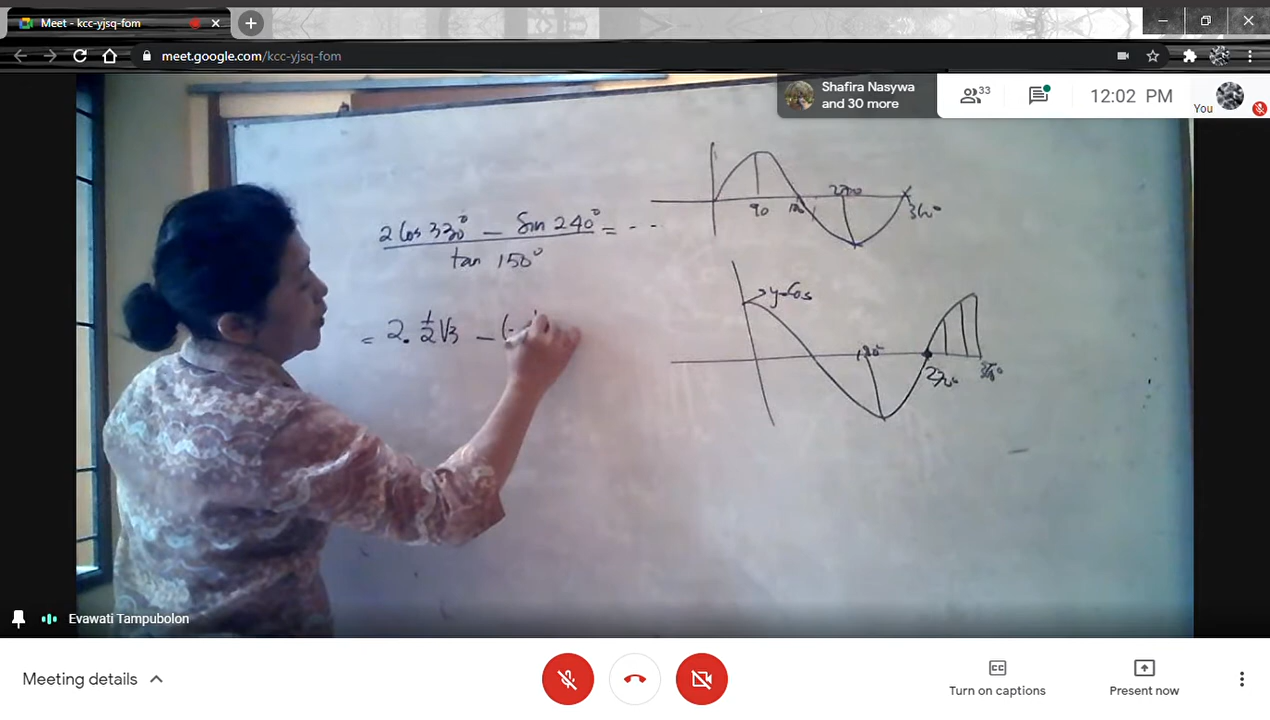 Meet - kcc-yjsq-fom
meet.google.com/kcc-yjsq-fom
Shafira Nasywa
and 30 more
33
12:02 PM
You
2 Cos 330° - Sin 240° = - - -
tan 150°
= 2. 1/2 √3 - (-
90
270
360°
y=Cos
180°
270°
Evawati Tampubolon
Meeting details
CC
Turn on captions
Present now